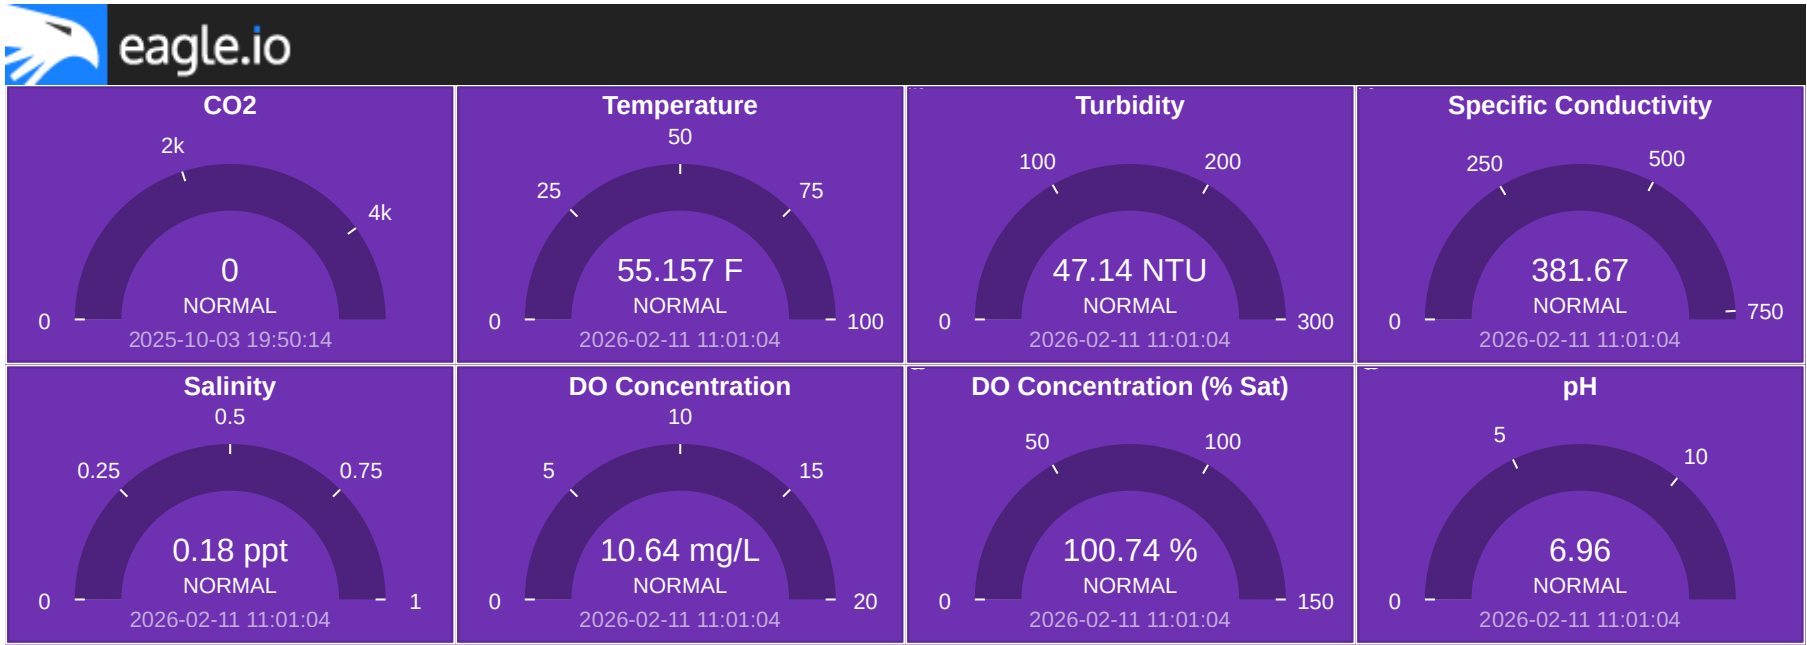 eagle.io
CO2
2k
4k
0
0
NORMAL
2025-10-03 19:50:14
Temperature
50
25
75
55.157 F
NORMAL
0
100
2026-02-11 11:01:04
Turbidity
100
200
47.14 NTU
NORMAL
0
300
2026-02-11 11:01:04
Specific Conductivity
250
500
381.67
NORMAL
0
750
2026-02-11 11:01:04
Salinity
0.5
0.25
0.75
0.18 ppt
NORMAL
0
1
2026-02-11 11:01:04
DO Concentration
10
5
15
10.64 mg/L
NORMAL
0
20
2026-02-11 11:01:04
DO Concentration (% Sat)
50
100
100.74 %
NORMAL
0
150
2026-02-11 11:01:04
pH
5
10
6.96
NORMAL
0
2026-02-11 11:01:04